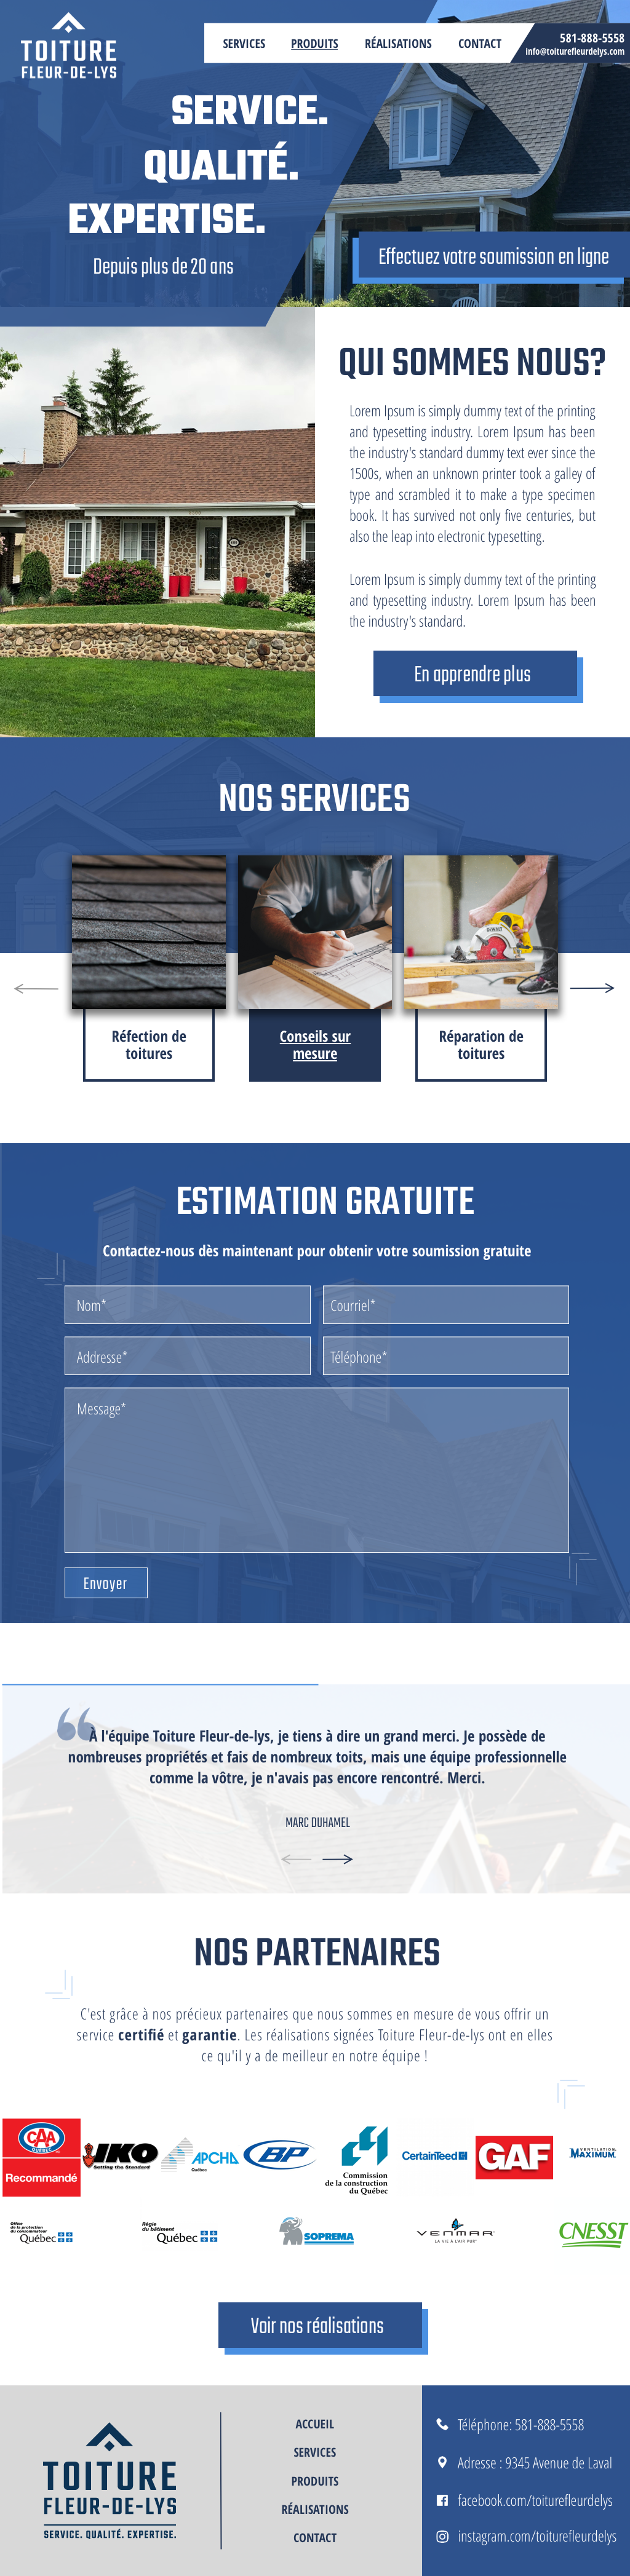 TOITURE
FLEUR-DE-LYS
SERVICES PRODUITS RÉALISATIONS CONTACT
581-888-5558
info@toiturefleurdelys.com
SERVICE.
QUALITÉ.
EXPERTISE.
Depuis plus de 20 ans
Effectuez votre soumission en ligne
QUI SOMMES NOUS?
Lorem Ipsum is simply dummy text of the printing
and typesetting industry. Lorem Ipsum has been
the industry's standard dummy text ever since the
1500s, when an unknown printer took a galley of
type and scrambled it to make a type specimen
book. It has survived not only five centuries, but
also the leap into electronic typesetting.
Lorem Ipsum is simply dummy text of the printing
and typesetting industry. Lorem Ipsum has been
the industry's standard.
En apprendre plus
NOS SERVICES
DEWALT
Réfection de
toitures
Conseils sur
mesure
Réparation de
toitures
ESTIMATION GRATUITE
Contactez-nous dès maintenant pour obtenir votre soumission gratuite
Nom* Courriel*
Addresse* Téléphone*
Message*
Envoyer
“À l'équipe Toiture Fleur-de-lys, je tiens à dire un grand merci. Je possède de
nombreuses propriétés et fais de nombreux toits, mais une équipe professionnelle
comme la vôtre, je n'avais pas encore rencontré. Merci.
MARC DUHAMEL
NOS PARTENAIRES
C'est grâce à nos précieux partenaires que nous sommes en mesure de vous offrir un
service certifié et garantie. Les réalisations signées Toiture Fleur-de-lys ont en elles
ce qu'il y a de meilleur en notre équipe !
CAA
QUÉBEC
Recommandé
IKO
Setting the Standard
APCHQ
Québec
BP
Commission
de la construction
du Québec
CertainTeed
GAF
VENTILATION
MAXIMUM
Office
de la protection
du consommateur
Québec
Régie
du bâtiment
Québec
SOPREMA
VENMAR
LA VIE À L'AIR PUR
CNESST
Voir nos réalisations
TOITURE
FLEUR-DE-LYS
SERVICE. QUALITÉ. EXPERTISE.
ACCUEIL
SERVICES
PRODUITS
RÉALISATIONS
CONTACT
Téléphone: 581-888-5558
Adresse : 9345 Avenue de Laval
facebook.com/toiturefleurdelys
instagram.com/toiturefleurdelys